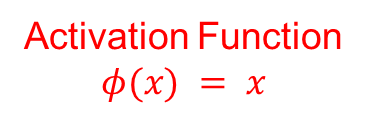 Activation Function
ϕ(x) = x